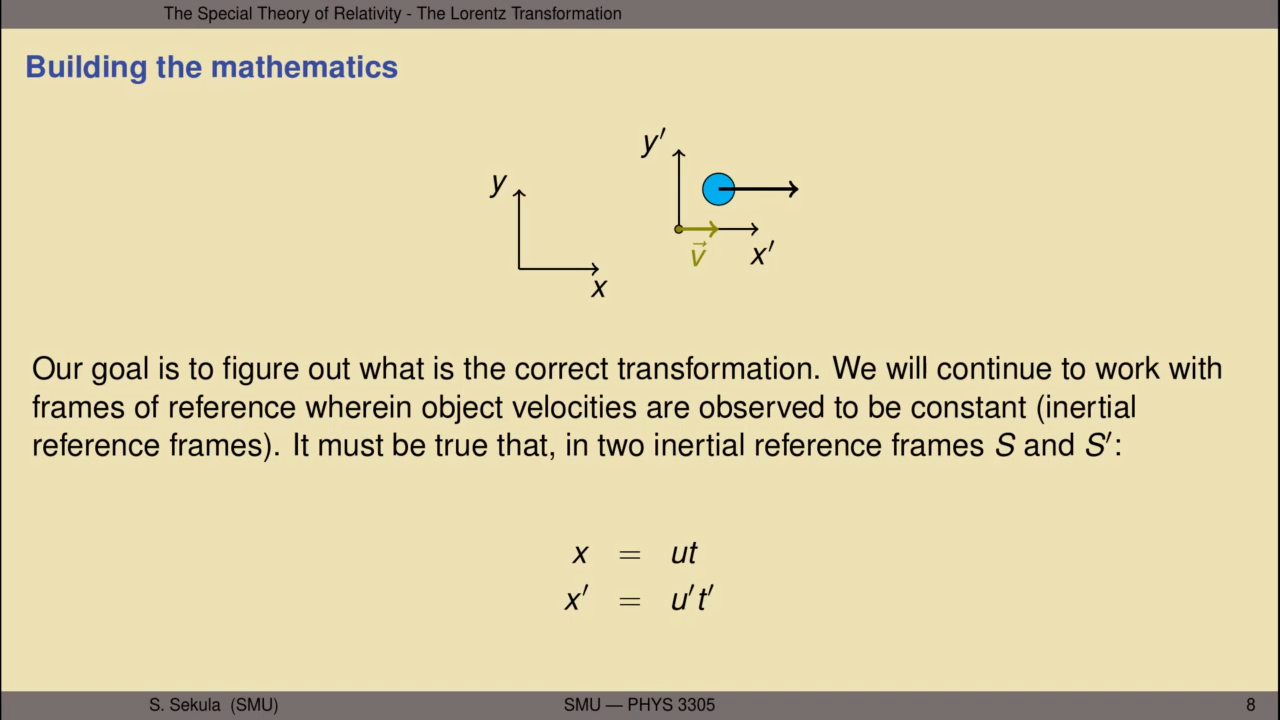 The Special Theory of Relativity - The Lorentz Transformation
Building the mathematics
y′
y
v⃗
x′
x
Our goal is to figure out what is the correct transformation. We will continue to work with
frames of reference wherein object velocities are observed to be constant (inertial
reference frames). It must be true that, in two inertial reference frames S and S′:
x = ut
x′ = u′t′
S. Sekula (SMU) SMU — PHYS 3305 8